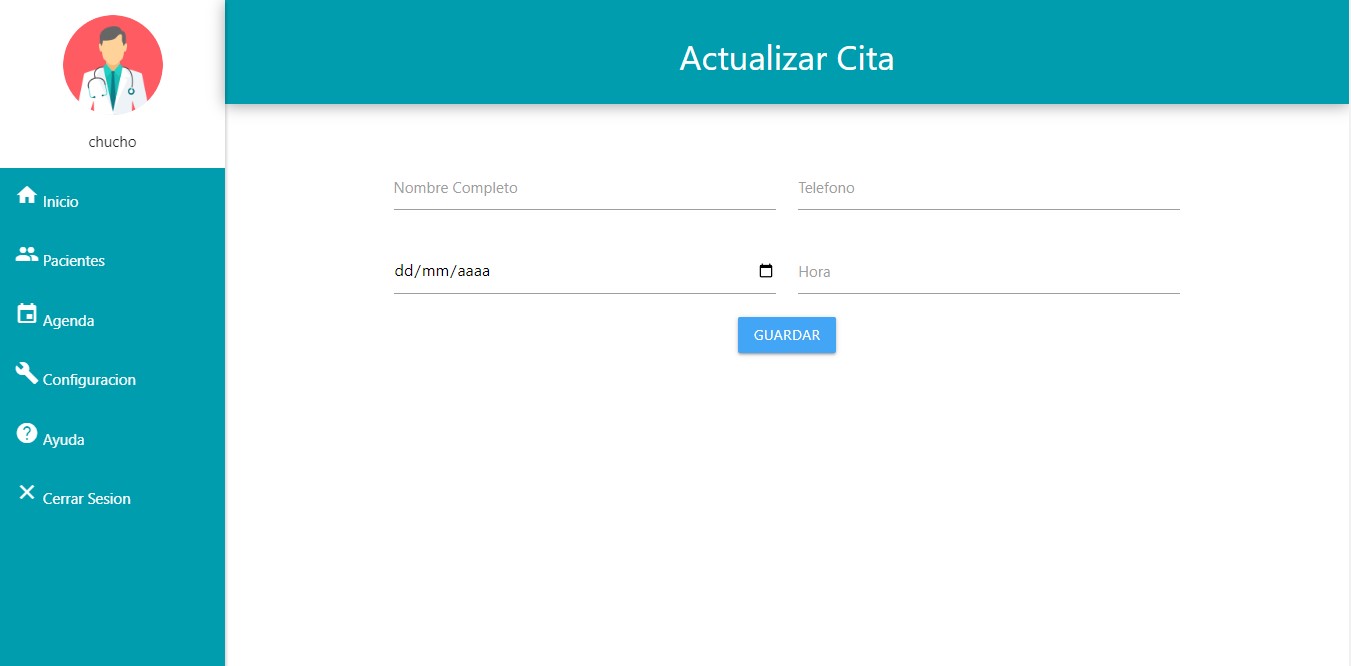 chucho
Inicio
Pacientes
Agenda
Configuracion
Ayuda
Cerrar Sesion
Actualizar Cita
Nombre Completo
Telefono
dd/mm/aaaa
Hora
GUARDAR